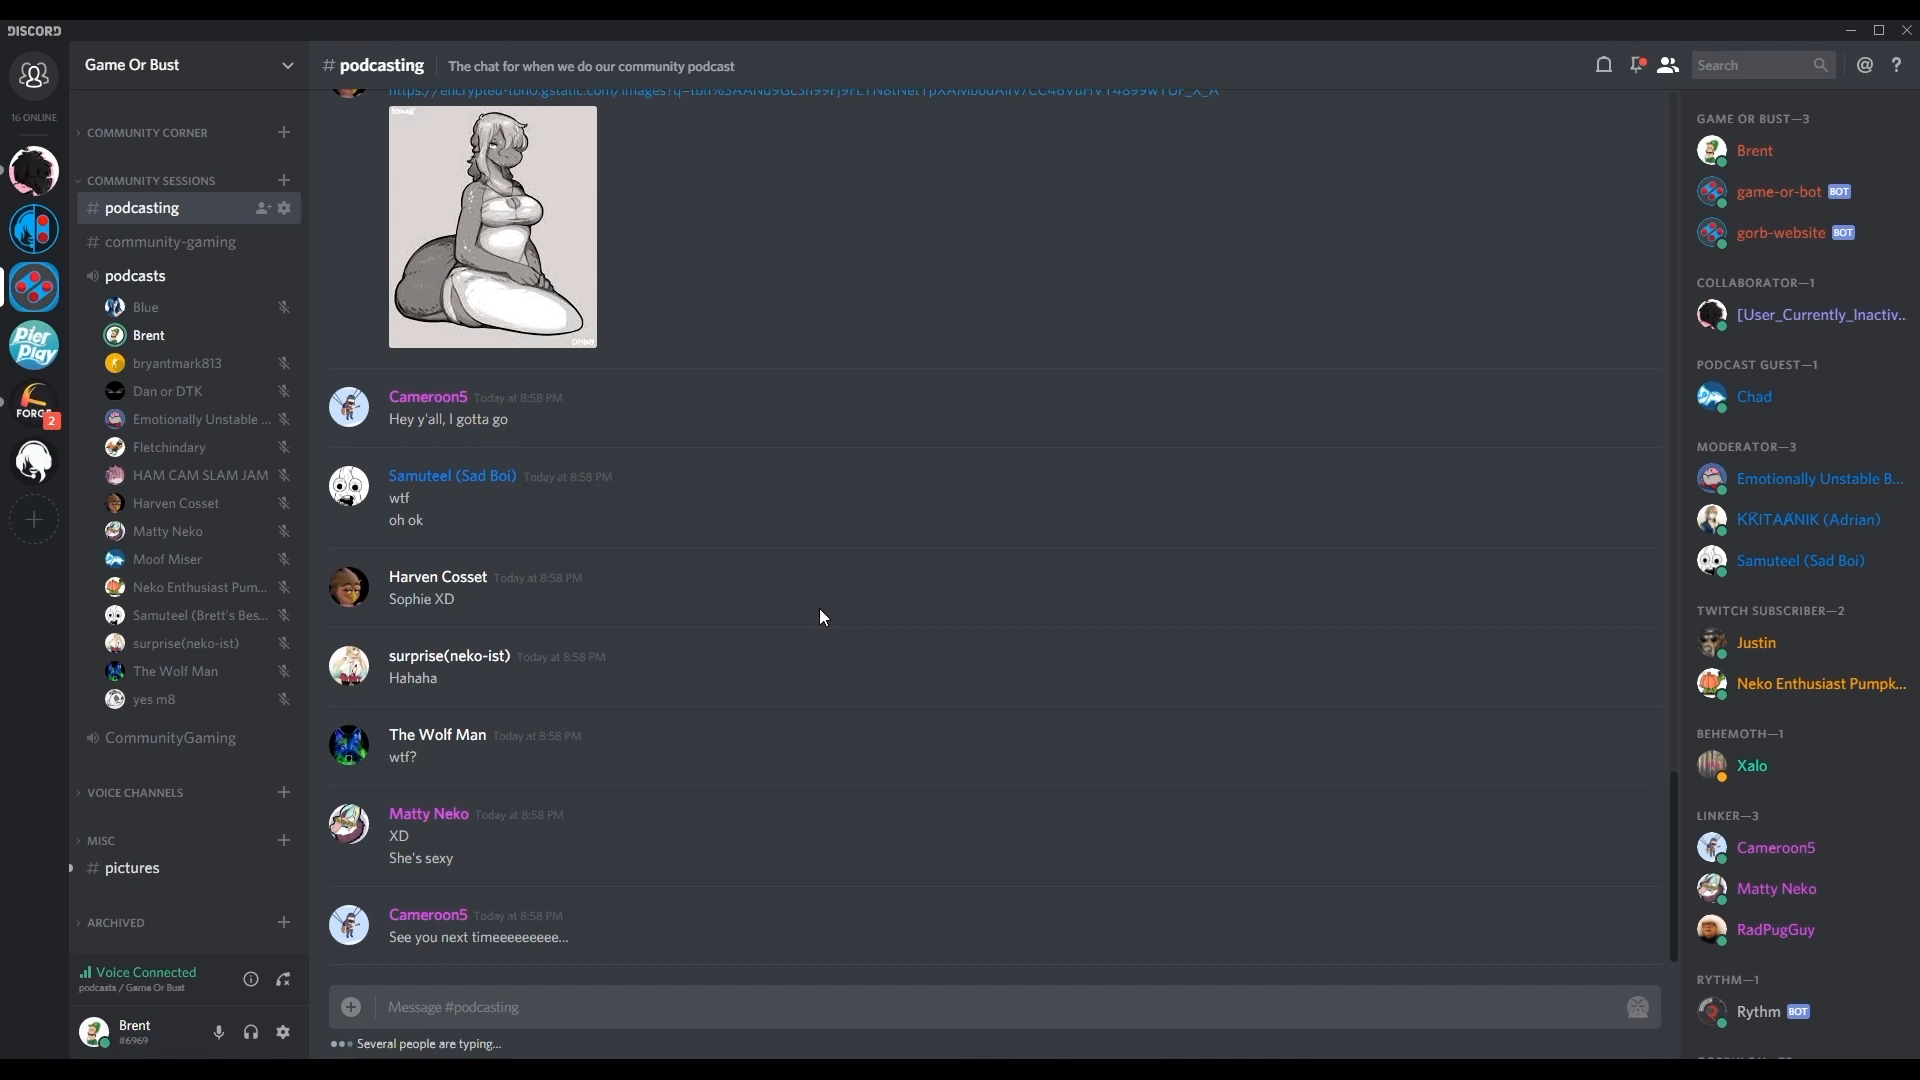 DISCORD
16 ONLINE
Pier
Play
FORGE
2
Game Or Bust
COMMUNITY CORNER
COMMUNITY SESSIONS
# podcasting
# community-gaming
podcasts
Blue
Brent
bryantmark813
Dan or DTK
Emotionally Unstable ...
Fletchindary
HAM CAM SLAM JAM
Harven Cosset
Matty Neko
Moof Miser
Neko Enthusiast Pum...
Samuteel (Brett's Bes...
surprise(neko-ist)
The Wolf Man
yes m8
CommunityGaming
VOICE CHANNELS
MISC
# pictures
ARCHIVED
Voice Connected
podcasts / Game Or Bust
Brent
#6969
# podcasting
The chat for when we do our community podcast
Search
Cameroon5 Today at 8:58 PM
Hey y'all, I gotta go
Samuteel (Sad Boi) Today at 8:58 PM
wtf
oh ok
Harven Cosset Today at 8:58 PM
Sophie XD
surprise(neko-ist) Today at 8:58 PM
Hahaha
The Wolf Man Today at 8:58 PM
wtf?
Matty Neko Today at 8:58 PM
XD
She's sexy
Cameroon5 Today at 8:58 PM
See you next timeeeeeeeee...
Message #podcasting
Several people are typing...
GAME OR BUST—3
Brent
game-or-bot BOT
gorb-website BOT
COLLABORATOR—1
[User_Currently_Inactiv...
PODCAST GUEST—1
Chad
MODERATOR—3
Emotionally Unstable B...
(Adrian)
Samuteel (Sad Boi)
TWITCH SUBSCRIBER—2
Justin
Neko Enthusiast Pumpk...
BEHEMOTH—1
Xalo
LINKER—3
Cameroon5
Matty Neko
RadPugGuy
RYTHM—1
Rythm BOT